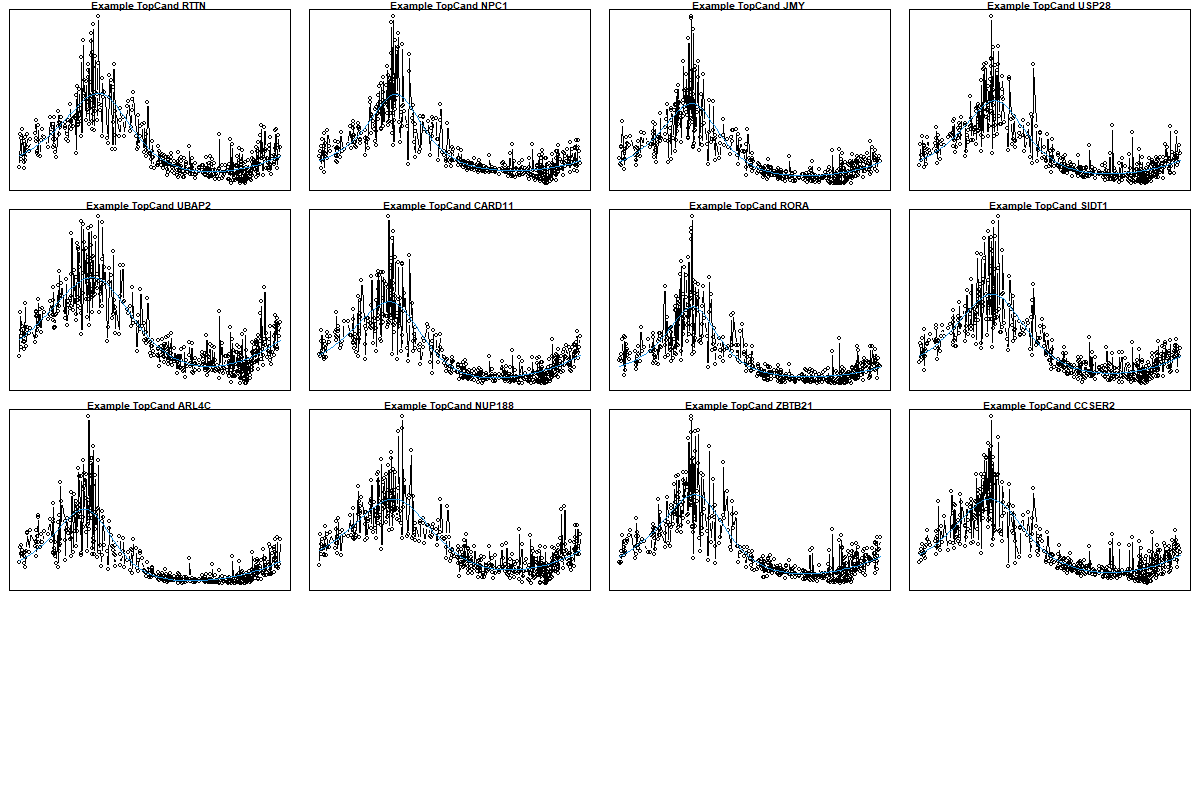 Example TopCand RTTN
Example TopCand NPC1
Example TopCand JMY
Example TopCand USP28
Example TopCand UBAP2
Example TopCand CARD11
Example TopCand RORA
Example TopCand SIDT1
Example TopCand ARL4C
Example TopCand NUP188
Example TopCand ZBTB21
Example TopCand CCSER2